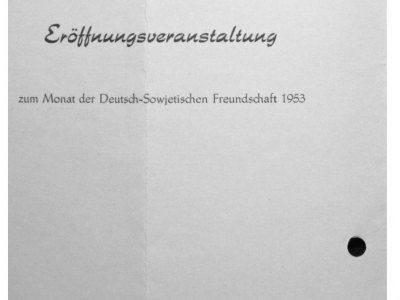 Eröffnungsveranstaltung
zum Monat der Deutsch-Sowjetischen Freundschaft 1953